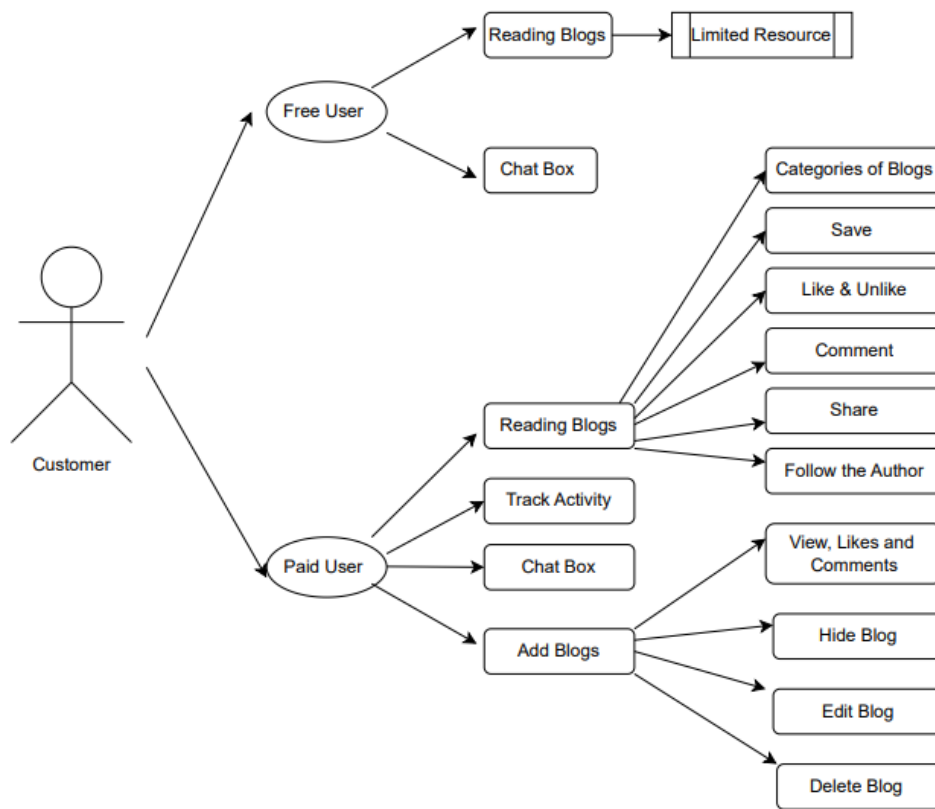 Reading Blogs
Limited Resource
Free User
Chat Box
Categories of Blogs
Save
Like & Unlike
Comment
Reading Blogs
Share
Customer
Follow the Author
Track Activity
View, Likes and
Comments
Paid User
Chat Box
Hide Blog
Add Blogs
Edit Blog
Delete Blog